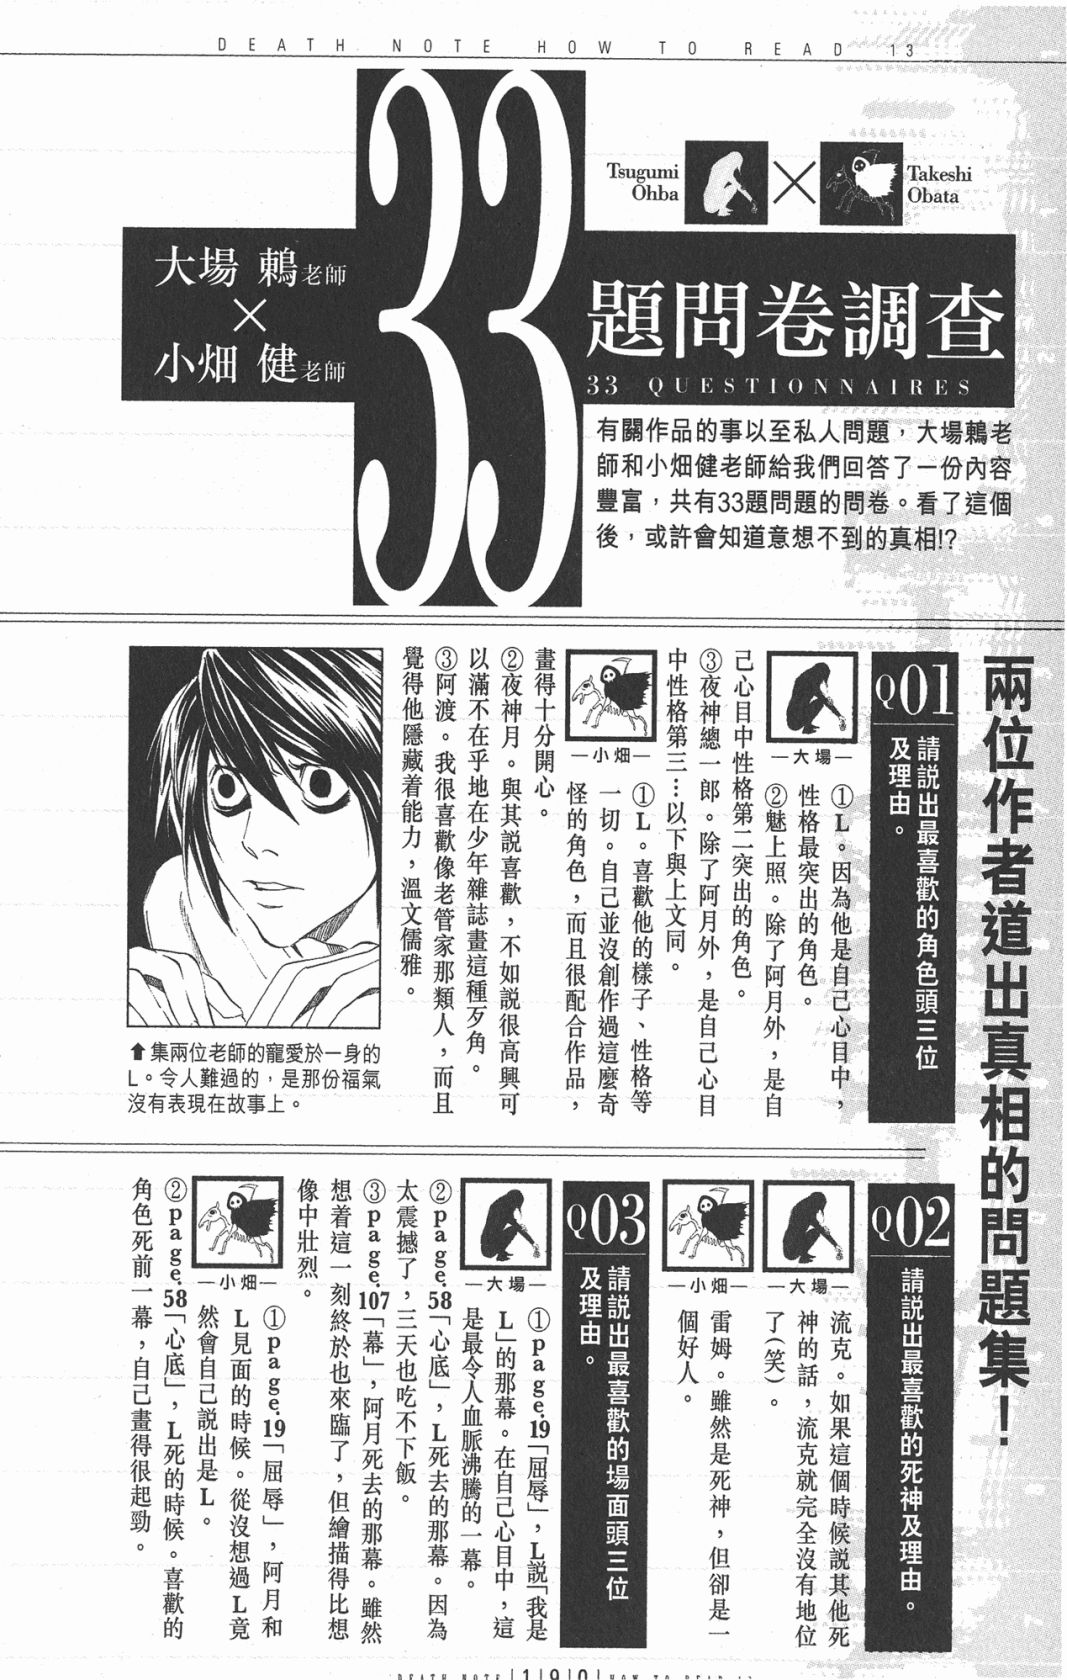 DEATH NOTE HOW TO READ 13
Tsugumi
Ohba
×
Takeshi
Obata
大場 鶇老師
×
小畑 健老師
33
題問卷調查
33 QUESTIONNAIRES
有關作品的事以至私人問題，大場鶇老
師和小畑健老師給我們回答了一份內容
豐富，共有33題問題的問卷。看了這個
後，或許會知道意想不到的真相!?
兩位作者道出真相的問題集！
Q01
請説出最喜歡的角色頭三位
及理由。
—大場—
①L。因為他是自己心目中，
性格最突出的角色。
②魅上照。除了阿月外，是自
己心目中性格第二突出的角色。
③夜神總一郎。除了阿月外，是自己心目
中性格第三…以下與上文同。
—小畑—
①L。喜歡他的樣子、性格等
一切。自己並沒創作過這麼奇
怪的角色，而且很配合作品，
畫得十分開心。
②夜神月。與其説喜歡，不如説很高興可
以滿不在乎地在少年雜誌畫這種歹角。
③阿渡。我很喜歡像老管家那類人，而且
覺得他隱藏着能力，溫文儒雅。
⬆集兩位老師的寵愛於一身的
L。令人難過的，是那份福氣
沒有表現在故事上。
Q02
請説出最喜歡的死神及理由。
—大場—
流克。如果這個時候説其他死
神的話，流克就完全沒有地位
了(笑)。
—小畑—
雷姆。雖然是死神，但卻是一
個好人。
Q03
請説出最喜歡的場面頭三位
及理由。
—大場—
①page.19「屈辱」，L説「我是
L」的那幕。在自己心目中，這
是最令人血脈沸騰的一幕。
②page.58「心底」，L死去的那幕。因為
太震撼了，三天也吃不下飯。
③page.107「幕」，阿月死去的那幕。雖然
想着這一刻終於也來臨了，但繪描得比想
像中壯烈。
—小畑—
①page.19「屈辱」，阿月和
L見面的時候。從沒想過L竟
然會自己説出是L。
②page.58「心底」，L死的時候。喜歡的
角色死前一幕，自己畫得很起勁。
DEATH NOTE |190| HOW TO READ 13